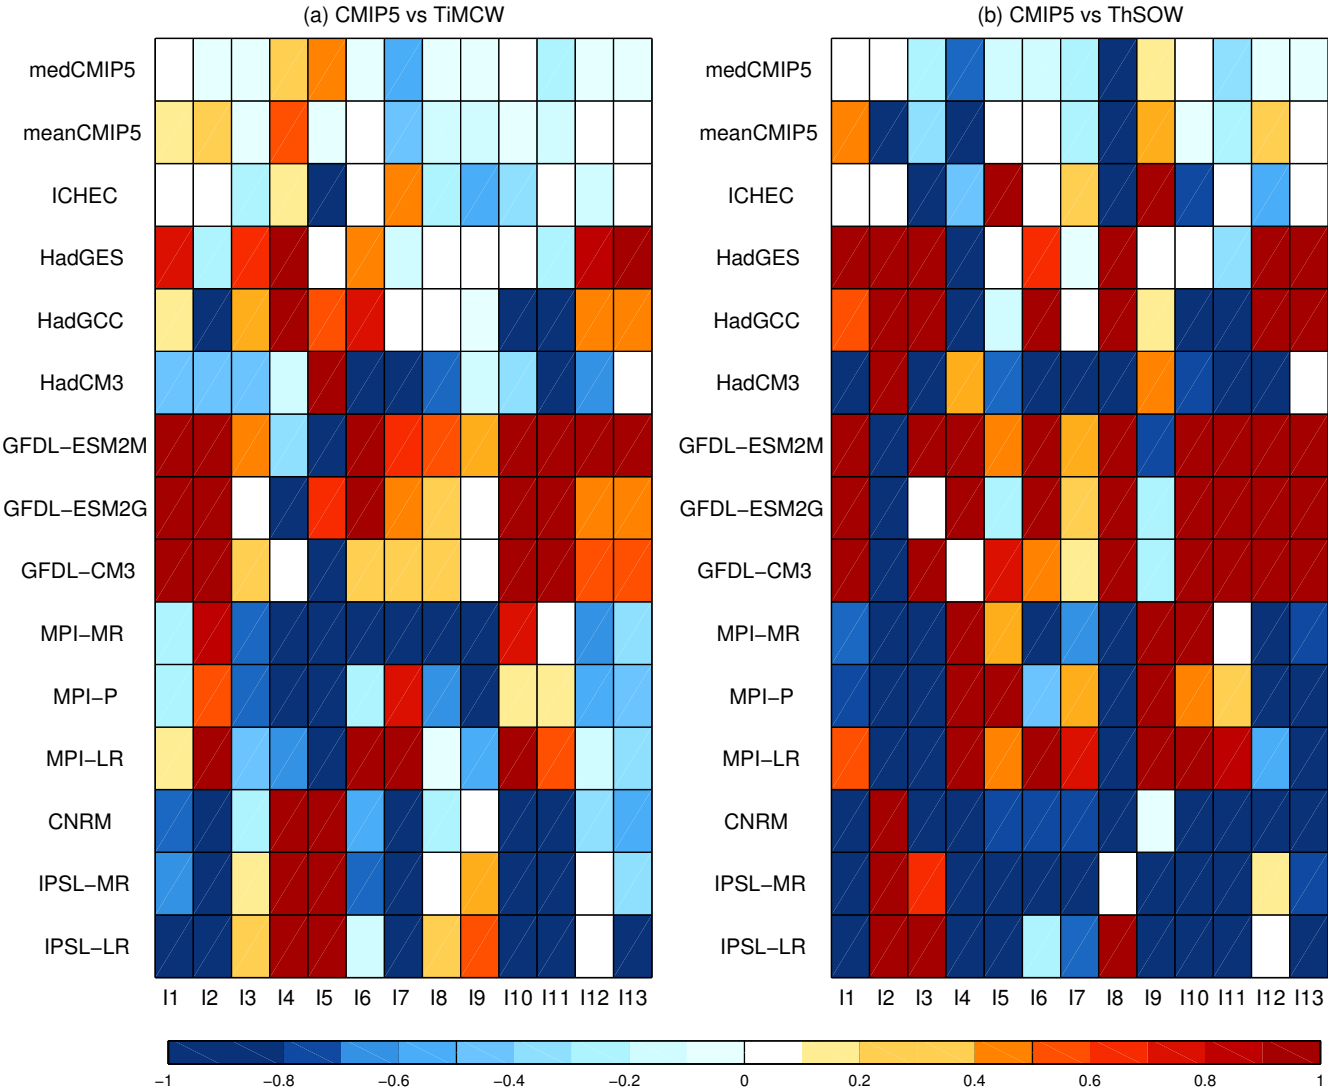 (a) CMIP5 vs TiMCW
(b) CMIP5 vs ThSOW
medCMIP5
meanCMIP5
ICHEC
HadGES
HadGCC
HadCM3
GFDL−ESM2M
GFDL−ESM2G
GFDL−CM3
MPI−MR
MPI−P
MPI−LR
CNRM
IPSL−MR
IPSL−LR
I1 I2 I3 I4 I5 I6 I7 I8 I9 I10 I11 I12 I13
medCMIP5
meanCMIP5
ICHEC
HadGES
HadGCC
HadCM3
GFDL−ESM2M
GFDL−ESM2G
GFDL−CM3
MPI−MR
MPI−P
MPI−LR
CNRM
IPSL−MR
IPSL−LR
I1 I2 I3 I4 I5 I6 I7 I8 I9 I10 I11 I12 I13
−1 −0.8 −0.6 −0.4 −0.2 0 0.2 0.4 0.6 0.8 1